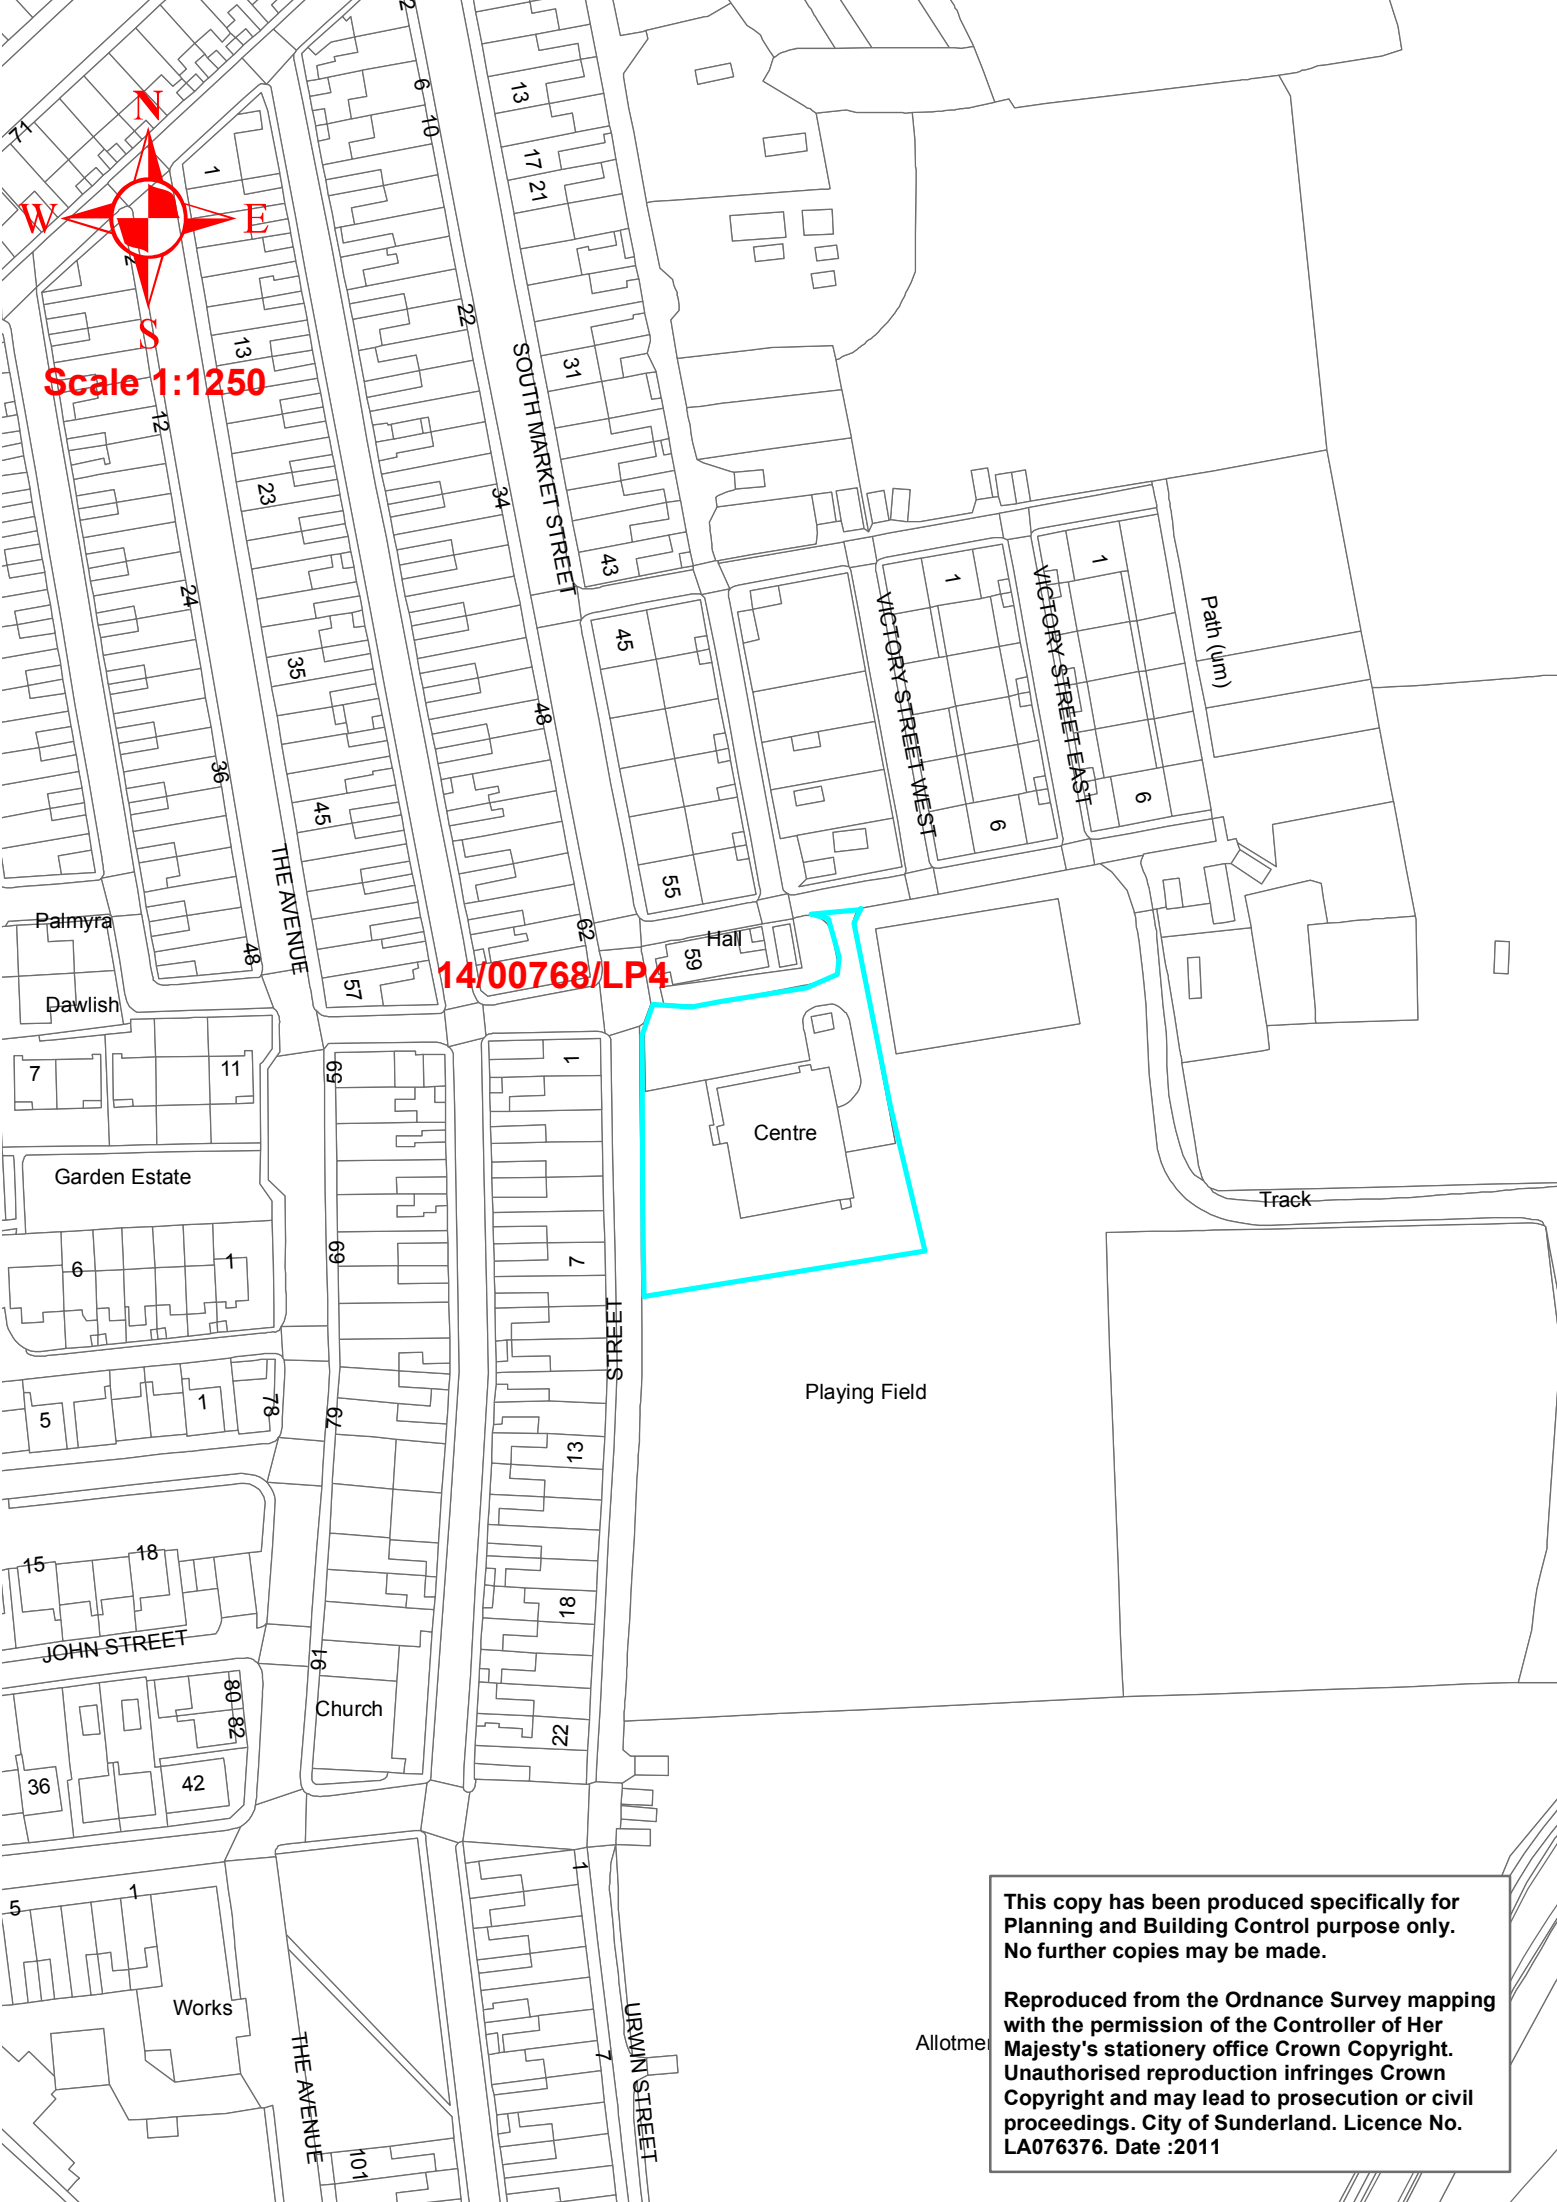 2
6
10
13
17
21
71
N
W
E
S
1
2
Scale 1:1250
13
22
31
12
23
34
SOUTH MARKET STREET
43
1
1
24
35
45
VICTORY STREET WEST
VICTORY STREET EAST
Path (um)
36
45
48
6
6
THE AVENUE
55
Palmyra
48
62
Hall
59
14/00768/LP4
57
Dawlish
7
11
59
1
Centre
Garden Estate
Track
6
1
69
7
STREET
Playing Field
5
1
78
79
13
15
18
18
JOHN STREET
91
80
82
Church
22
36
42
1
5
1
Works
THE AVENUE
7
URWIN STREET
101
Allotme
This copy has been produced specifically for
Planning and Building Control purpose only.
No further copies may be made.
Reproduced from the Ordnance Survey mapping
with the permission of the Controller of Her
Majesty's stationery office Crown Copyright.
Unauthorised reproduction infringes Crown
Copyright and may lead to prosecution or civil
proceedings. City of Sunderland. Licence No.
LA076376. Date :2011